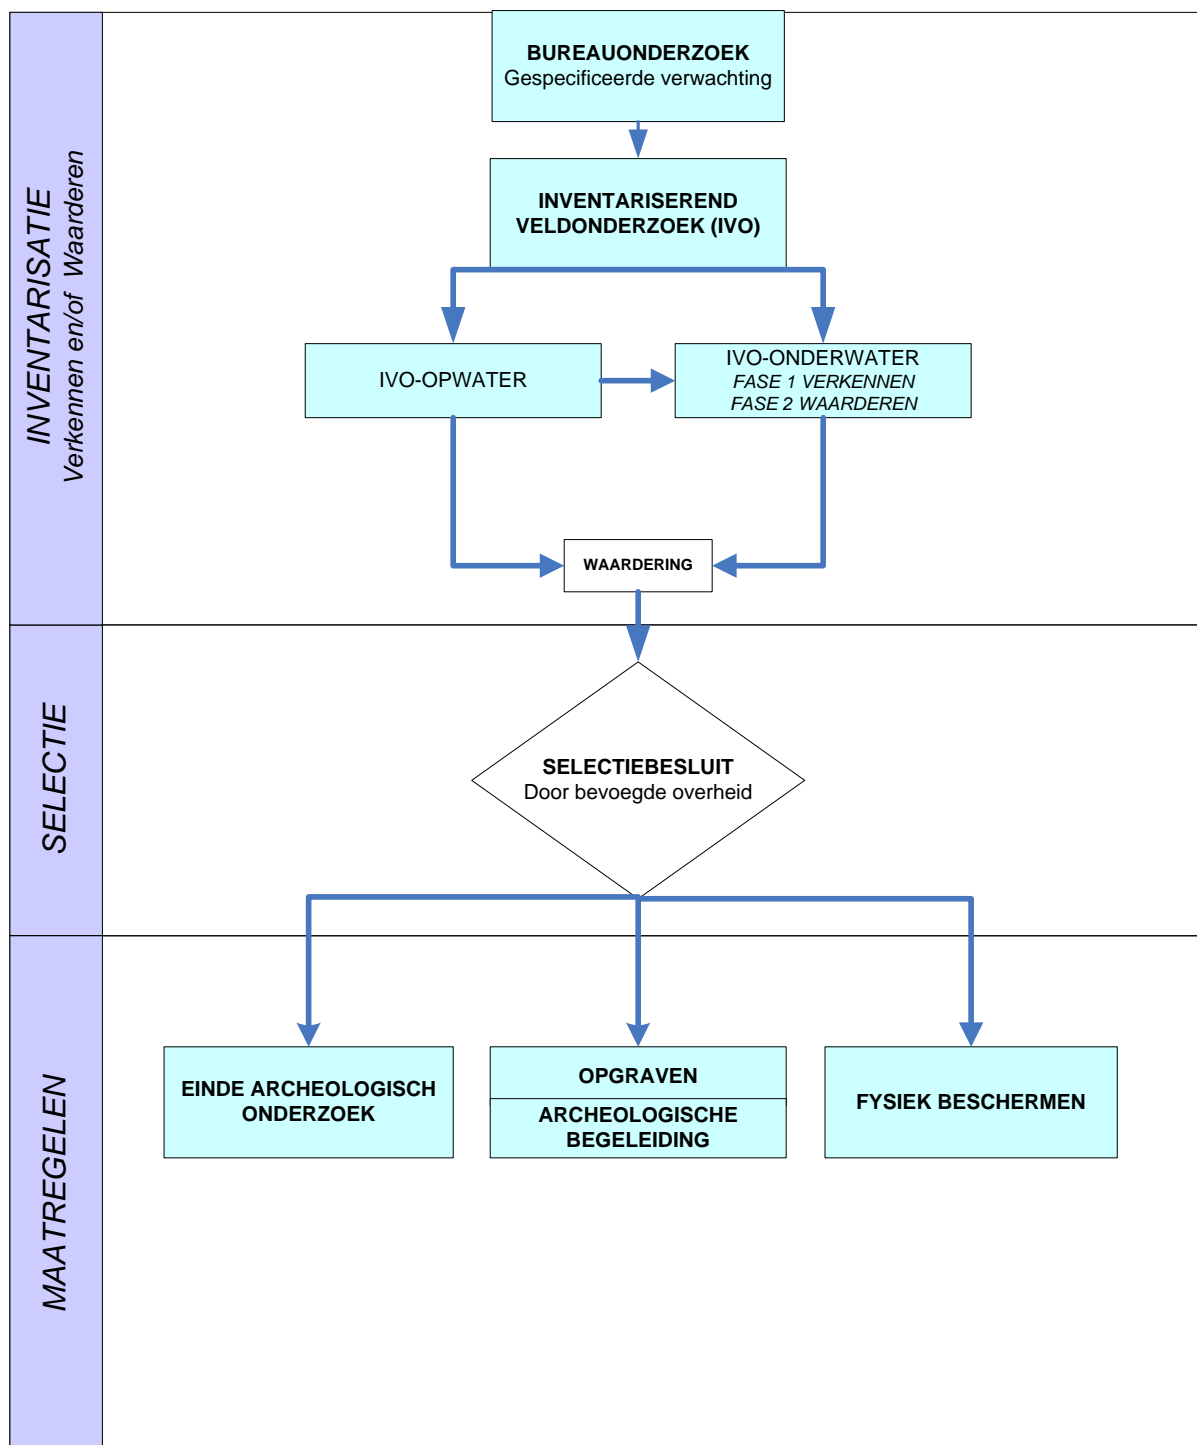 INVENTARISATIE
Verkennen en/of Waarderen
BUREAUONDERZOEK
Gespecificeerde verwachting
INVENTARISEREND
VELDONDERZOEK (IVO)
IVO-OPWATER
IVO-ONDERWATER
FASE 1 VERKENNEN
FASE 2 WAARDEREN
WAARDERING
SELECTIE
SELECTIEBESLUIT
Door bevoegde overheid
MAATREGELEN
EINDE ARCHEOLOGISCH
ONDERZOEK
OPGRAVEN
ARCHEOLOGISCHE
BEGELEIDING
FYSIEK BESCHERMEN